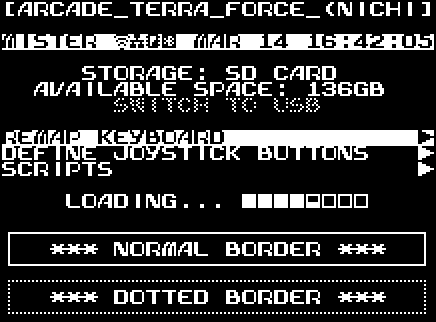 [ARCADE_TERRA_FORCE_(NICHI]
MISTER MAR 14 16:42:05
STORAGE: SD CARD
AVAILABLE SPACE: 136GB
SWITCH TO USB
REMAP KEYBOARD
DEFINE JOYSTICK BUTTONS
SCRIPTS
LOADING...
*** NORMAL BORDER ***
*** DOTTED BORDER ***